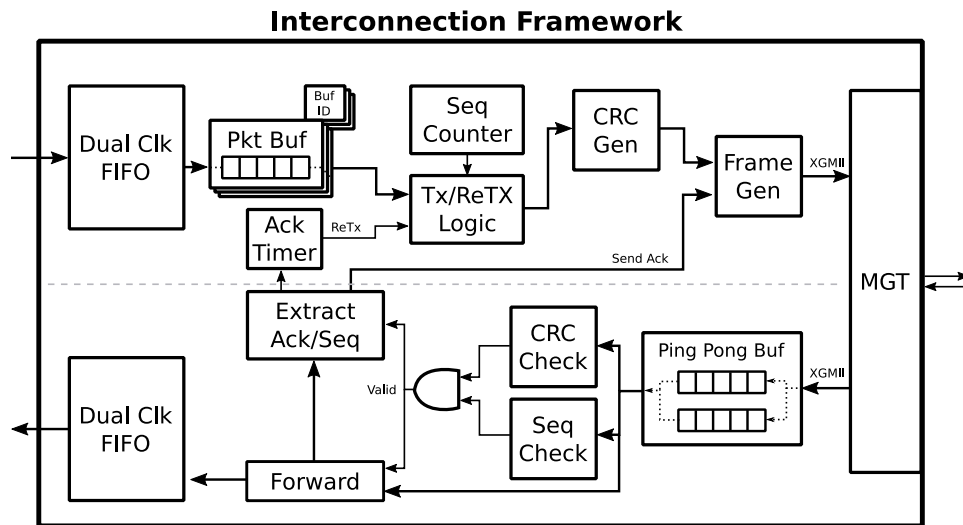 Interconnection Framework
Dual Clk
FIFO
Buf
ID
Pkt Buf
Seq
Counter
CRC
Gen
Tx/ReTX
Logic
Frame
Gen
XGMII
Ack
Timer
ReTx
Send Ack
MGT
Extract
Ack/Seq
CRC
Check
Ping Pong Buf
XGMII
Valid
Dual Clk
FIFO
Seq
Check
Forward